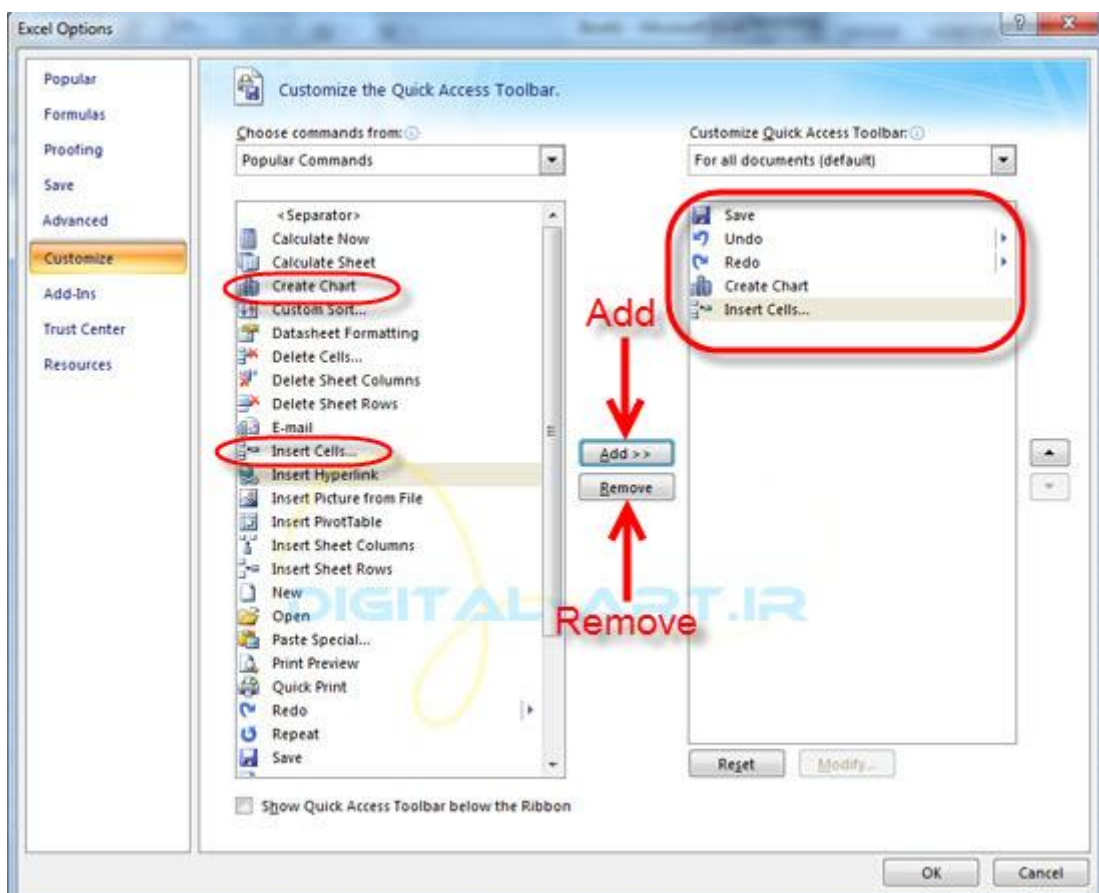 Excel Options
Popular
Formulas
Proofing
Save
Advanced
Customize
Add-Ins
Trust Center
Resources
Customize the Quick Access Toolbar.
Choose commands from:
Popular Commands
<Separator>
Calculate Now
Calculate Sheet
Create Chart
Custom Sort...
Datasheet Formatting
Delete Cells...
Delete Sheet Columns
Delete Sheet Rows
E-mail
Insert Cells...
Insert Hyperlink
Insert Picture from File
Insert PivotTable
Insert Sheet Columns
Insert Sheet Rows
New
Open
Paste Special...
Print Preview
Quick Print
Redo
Repeat
Save
Show Quick Access Toolbar below the Ribbon
Add
Add >>
Remove
Remove
Customize Quick Access Toolbar:
For all documents (default)
Save
Undo
Redo
Create Chart
Insert Cells...
Reset
Modify...
DIGITAL-ART.IR
OK
Cancel